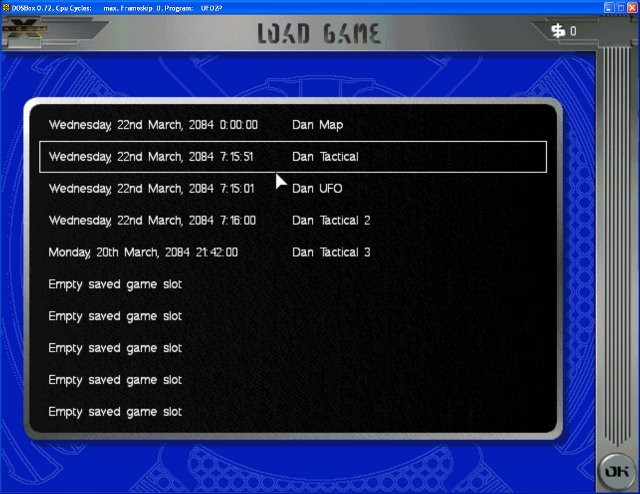 DOSBox 0.72, Cpu Cycles: max, Frameskip 0, Program: UFO2P
LOAD GAME
$ 0
Wednesday, 22nd March, 2084 0:00:00 Dan Map
Wednesday, 22nd March, 2084 7:15:51 Dan Tactical
Wednesday, 22nd March, 2084 7:15:01 Dan UFO
Wednesday, 22nd March, 2084 7:16:00 Dan Tactical 2
Monday, 20th March, 2084 21:42:00 Dan Tactical 3
Empty saved game slot
Empty saved game slot
Empty saved game slot
Empty saved game slot
Empty saved game slot
OK